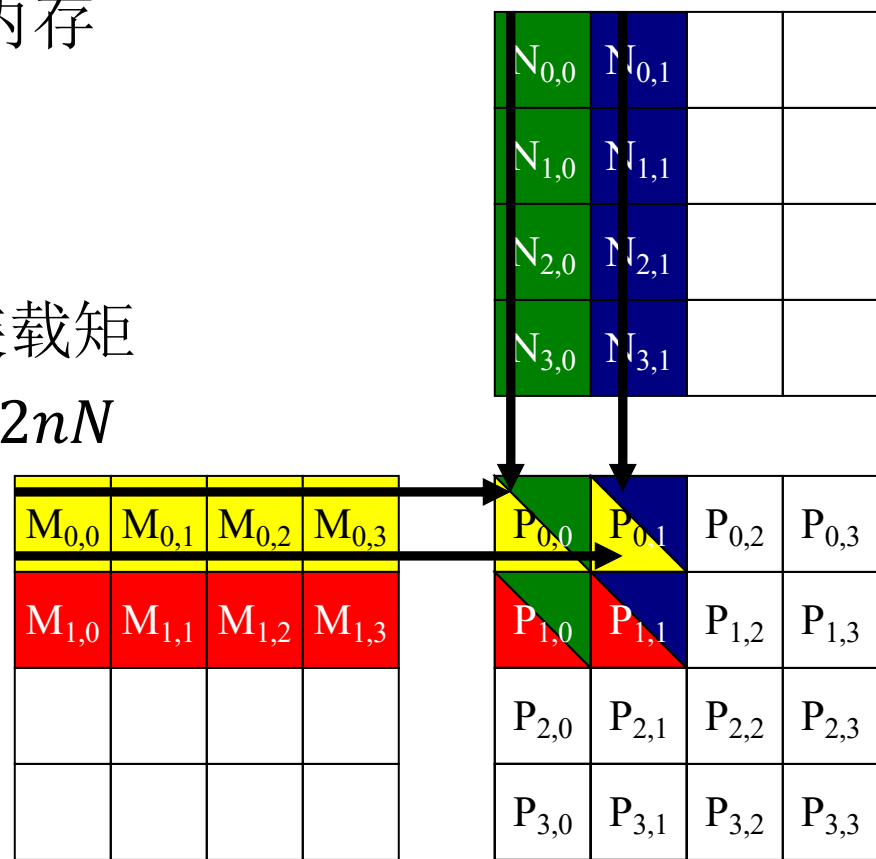 内存
N₀,₀ N₀,₁
N₁,₀ N₁,₁
N₂,₀ N₂,₁
载矩
N₃,₀ N₃,₁
2nN
M₀,₀ M₀,₁ M₀,₂ M₀,₃ P₀,₀ P₀,₁ P₀,₂ P₀,₃
M₁,₀ M₁,₁ M₁,₂ M₁,₃ P₁,₀ P₁,₁ P₁,₂ P₁,₃
P₂,₀ P₂,₁ P₂,₂ P₂,₃
P₃,₀ P₃,₁ P₃,₂ P₃,₃